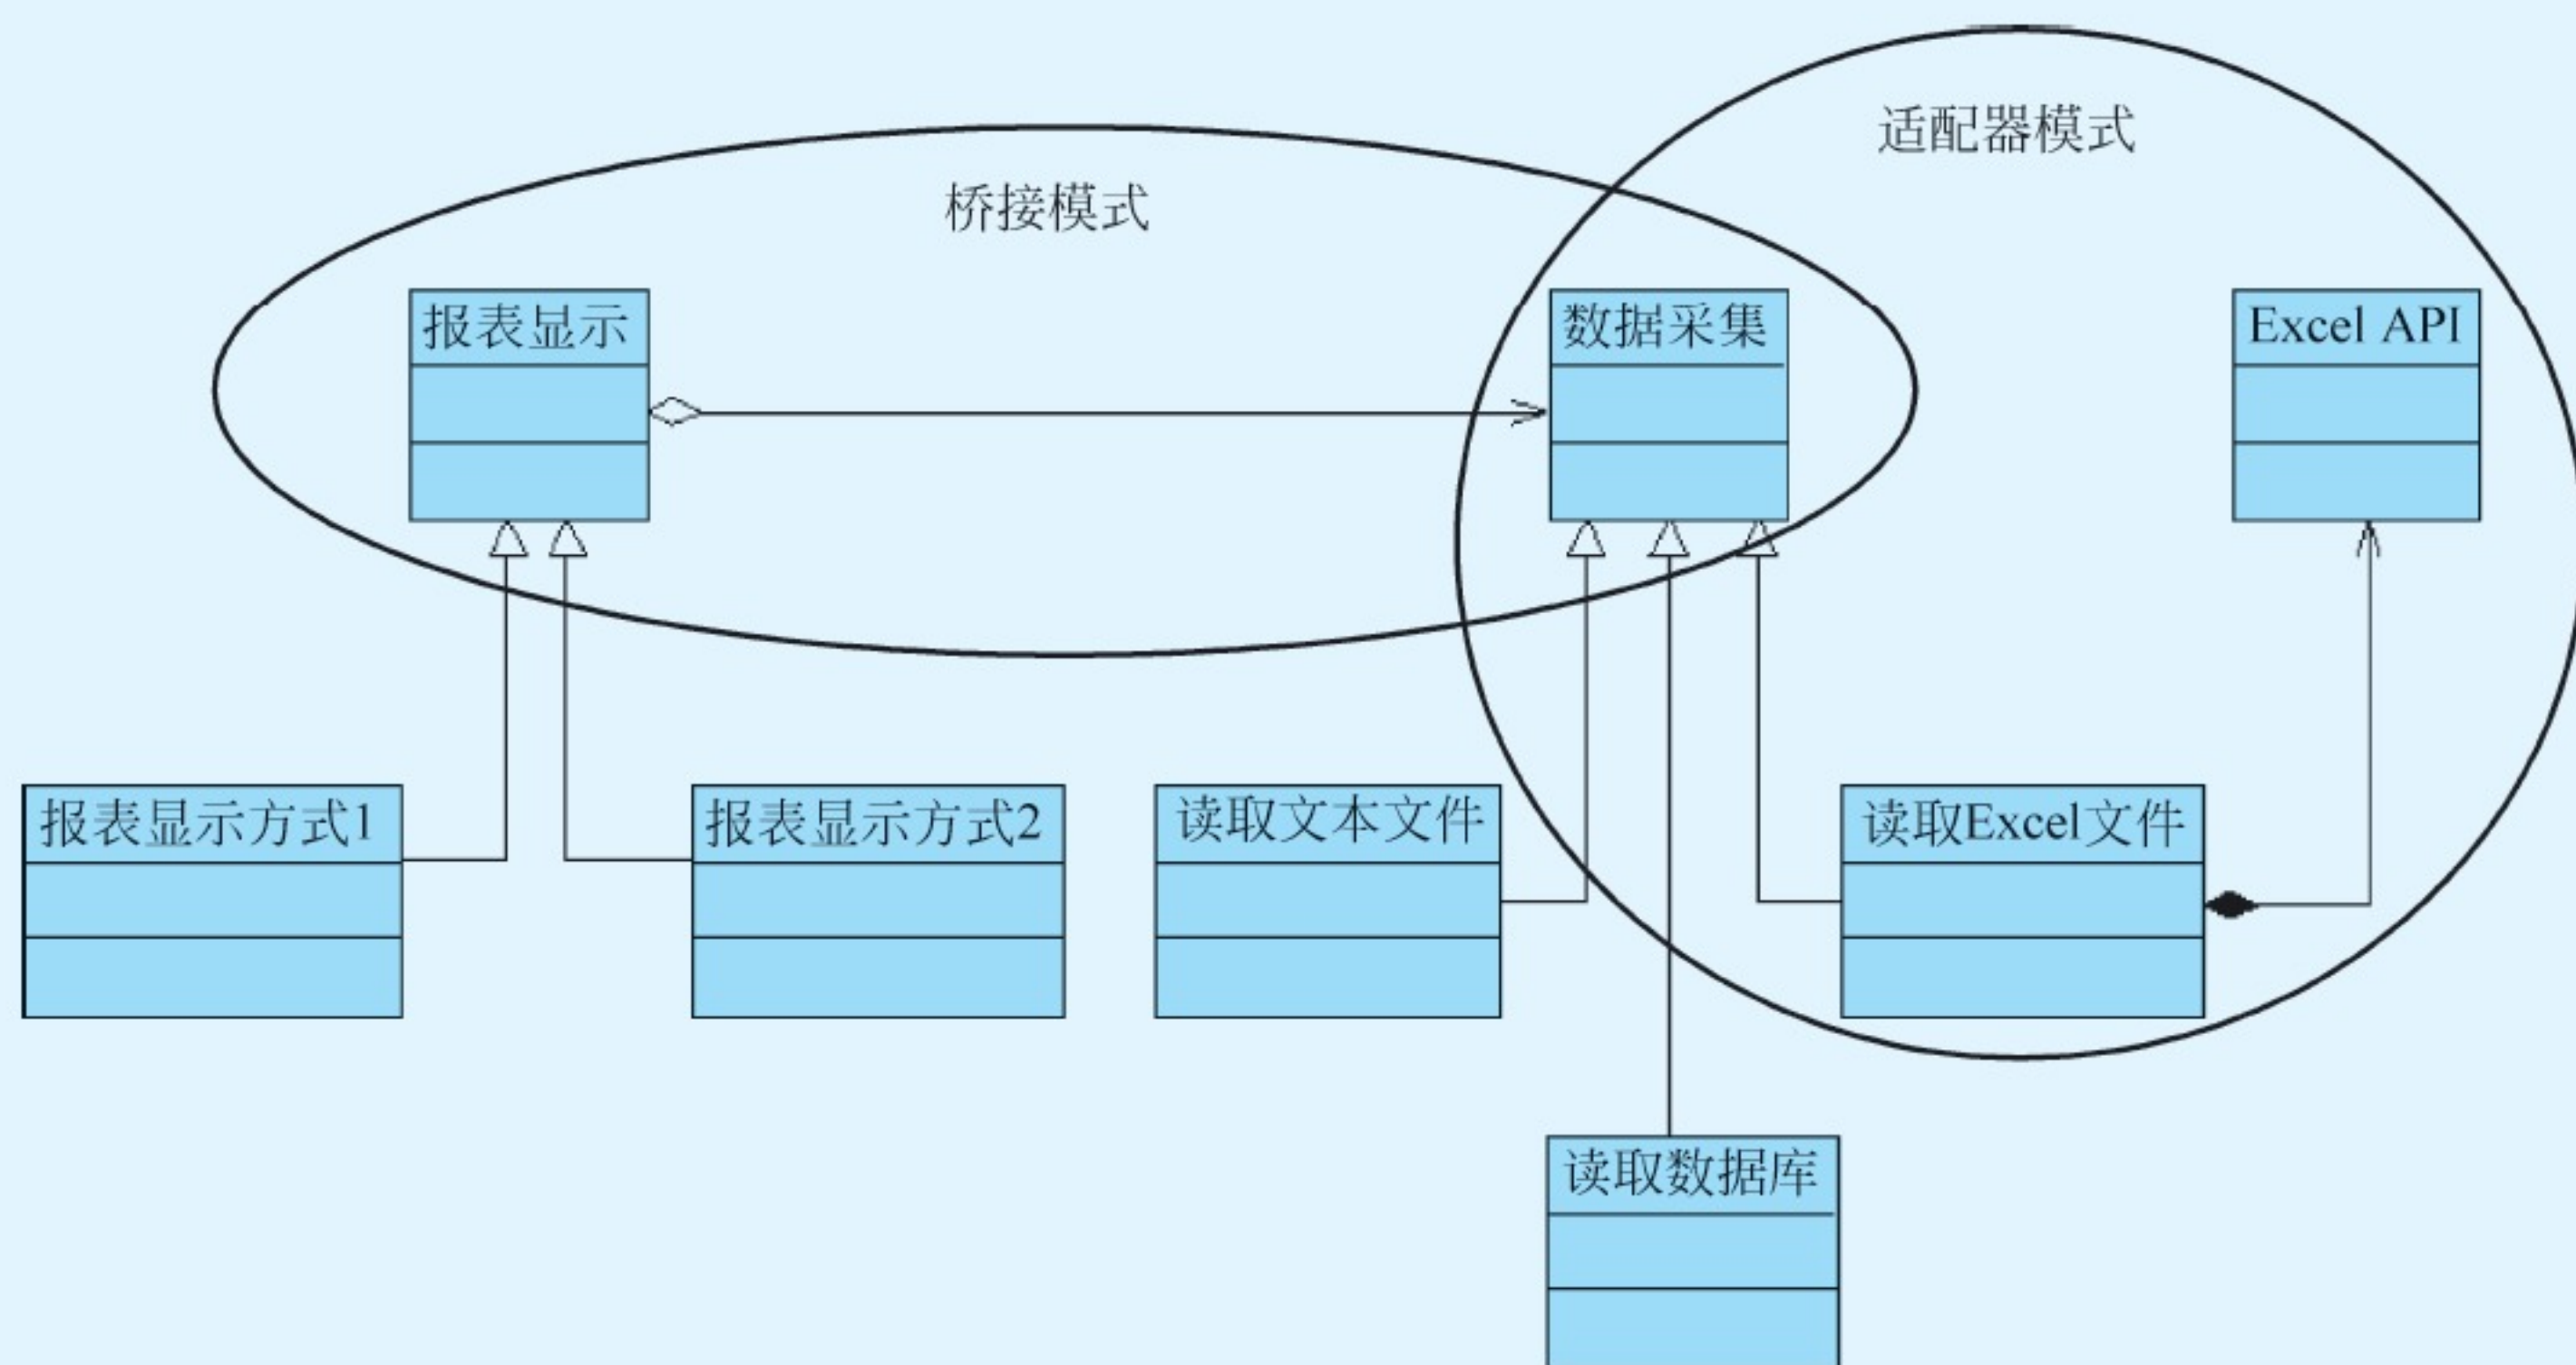 适配器模式
桥接模式
报表显示
数据采集
Excel API
报表显示方式1
报表显示方式2
读取文本文件
读取Excel文件
读取数据库